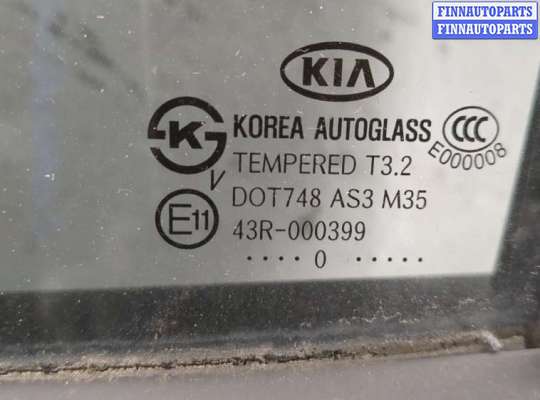 FINNAUTOPARTS
FINNAUTOPARTS
KIA
K S
KOREA AUTOGLASS
CCC
E000008
TEMPERED T3.2
V
DOT748 AS3 M35
E11
43R-000399
.... 0 .....